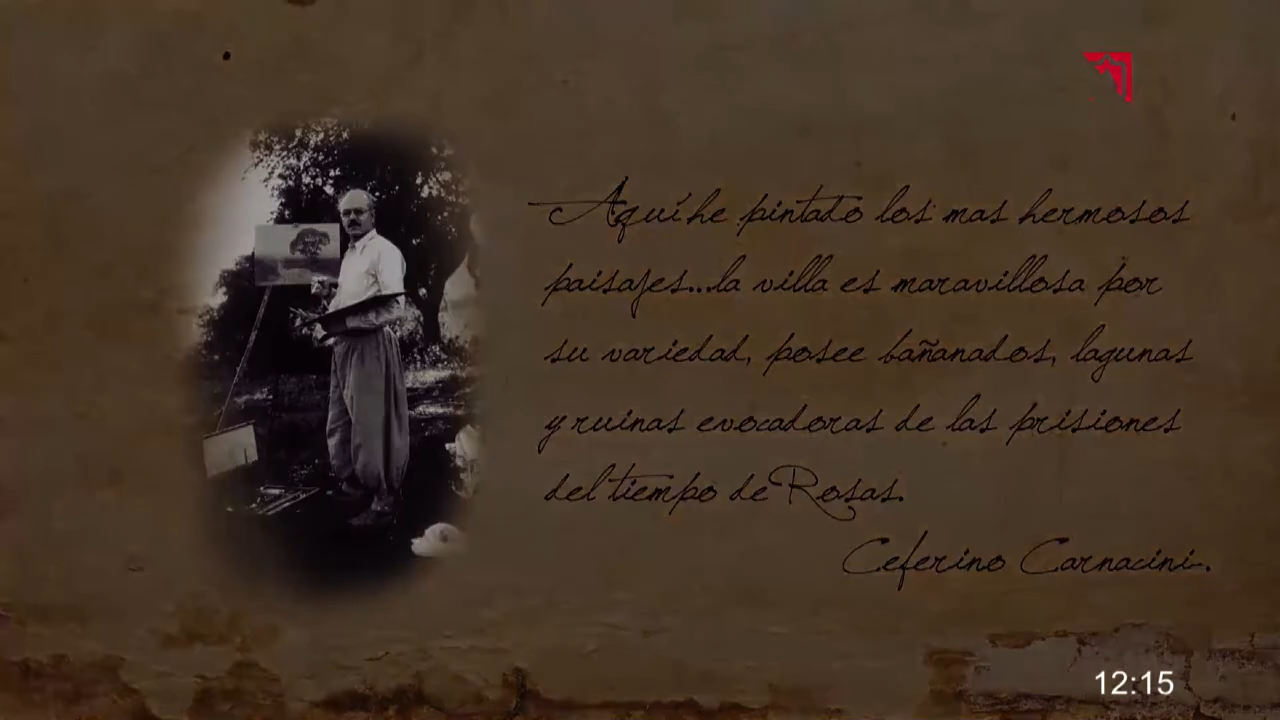 Aquí he pintado los mas hermosos
paisajes...la villa es maravillosa por
su variedad, posee bañanados, lagunas
y ruinas evocadoras de las prisiones
del tiempo de Rosas.
Ceferino Carnacini.
12:15